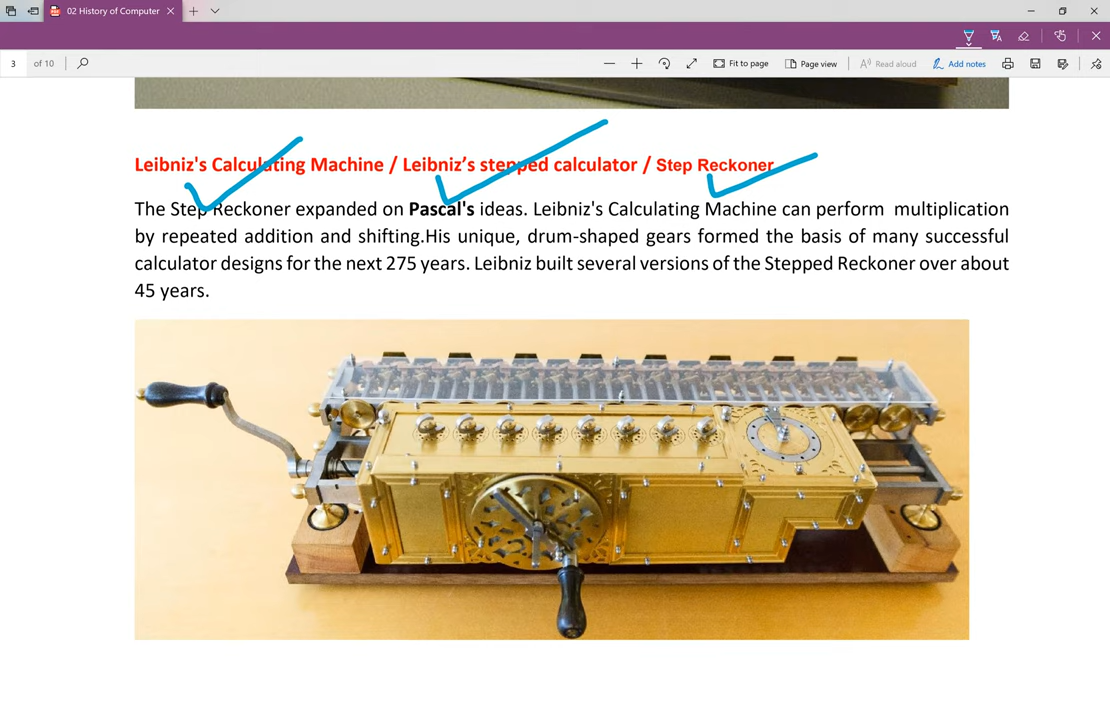 02 History of Computer
3 of 10 Fit to page Page view Read aloud Add notes
Leibniz's Calculating Machine / Leibniz’s stepped calculator / Step Reckoner
The Step Reckoner expanded on Pascal's ideas. Leibniz's Calculating Machine can perform multiplication
by repeated addition and shifting.His unique, drum-shaped gears formed the basis of many successful
calculator designs for the next 275 years. Leibniz built several versions of the Stepped Reckoner over about
45 years.